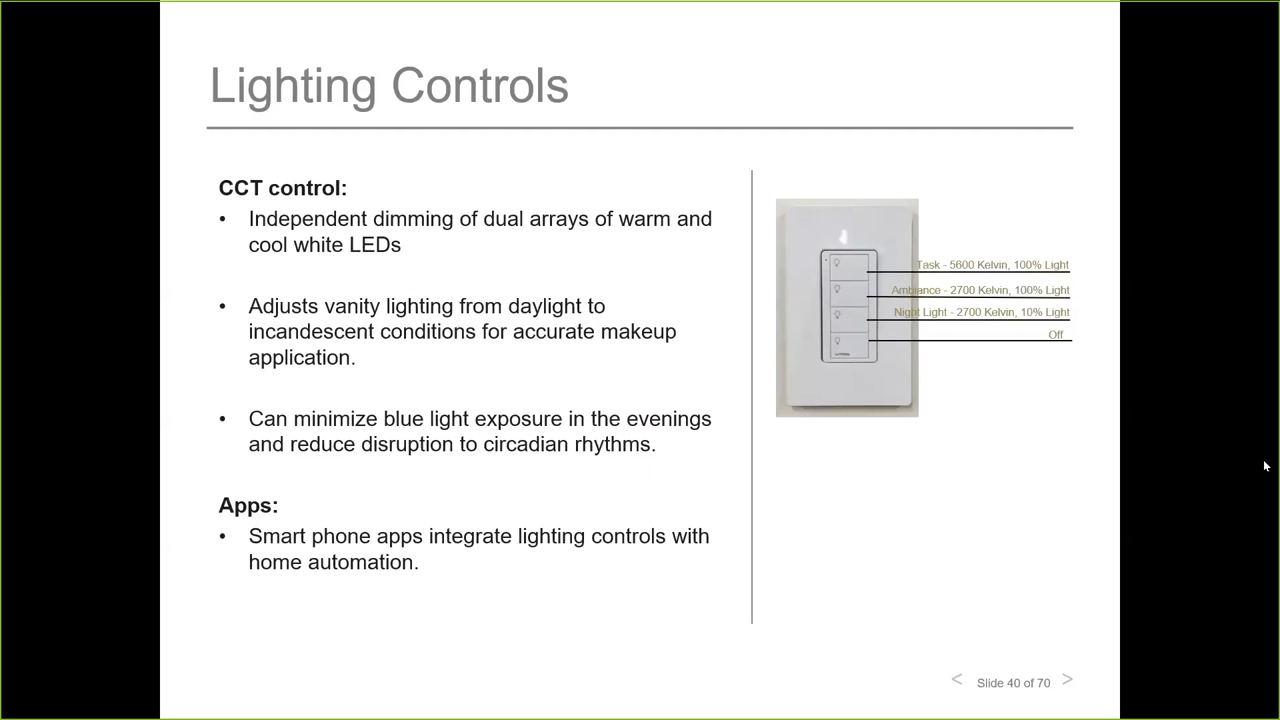 Lighting Controls
CCT control:
• Independent dimming of dual arrays of warm and
cool white LEDs
• Adjusts vanity lighting from daylight to
incandescent conditions for accurate makeup
application.
• Can minimize blue light exposure in the evenings
and reduce disruption to circadian rhythms.
Apps:
• Smart phone apps integrate lighting controls with
home automation.
Task - 5600 Kelvin, 100% Light
Ambiance - 2700 Kelvin, 100% Light
Night Light - 2700 Kelvin, 10% Light
Off
< Slide 40 of 70 >